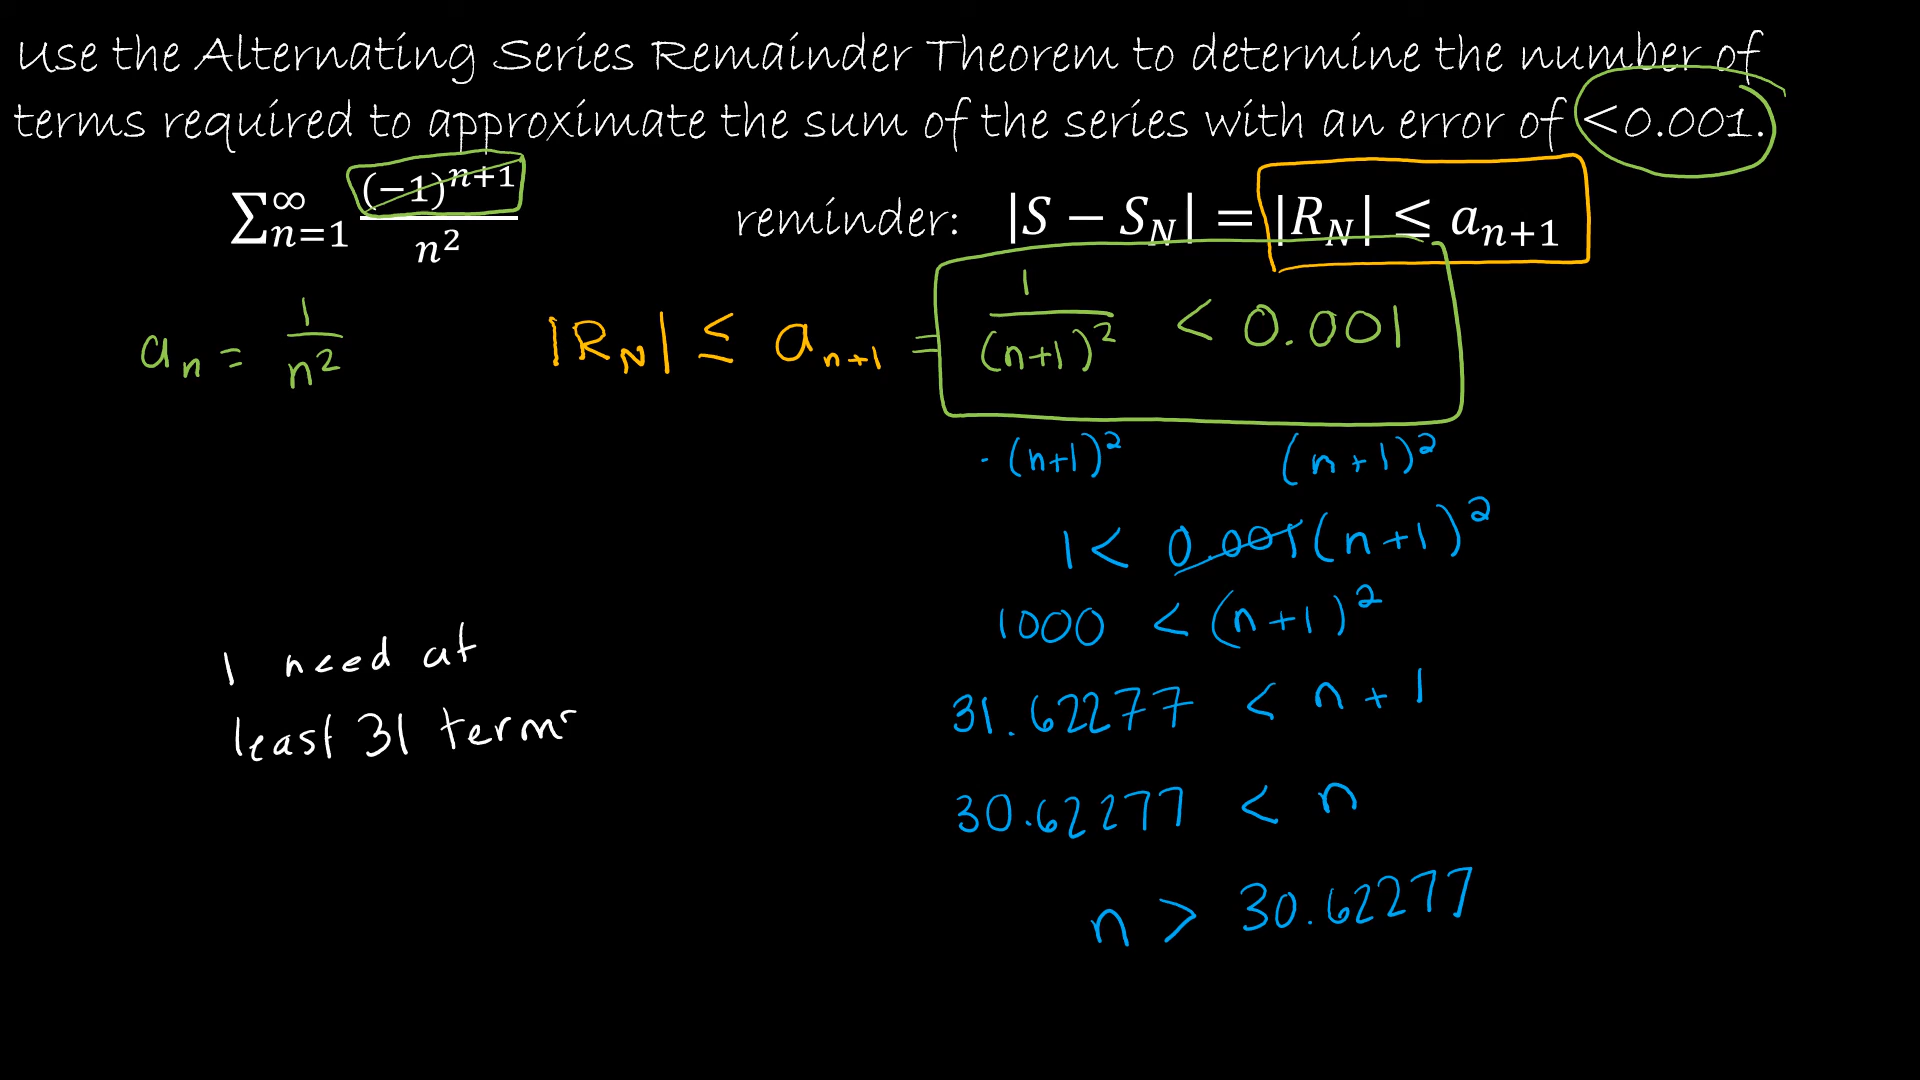 Use the Alternating Series Remainder Theorem to determine the number of
terms required to approximate the sum of the series with an error of <0.001.
∑_{n=1}^{∞} (−1)^{n+1}/n²
reminder: |S − S_N| = |R_N| ≤ a_{n+1}
a_n = 1/n²
|R_N| ≤ a_{n+1} = 1/(n+1)² < 0.001
· (n+1)² (n+1)²
1 < 0.001(n+1)²
1000 < (n+1)²
I need at
least 31 terms
31.62277 < n+1
30.62277 < n
n > 30.62277